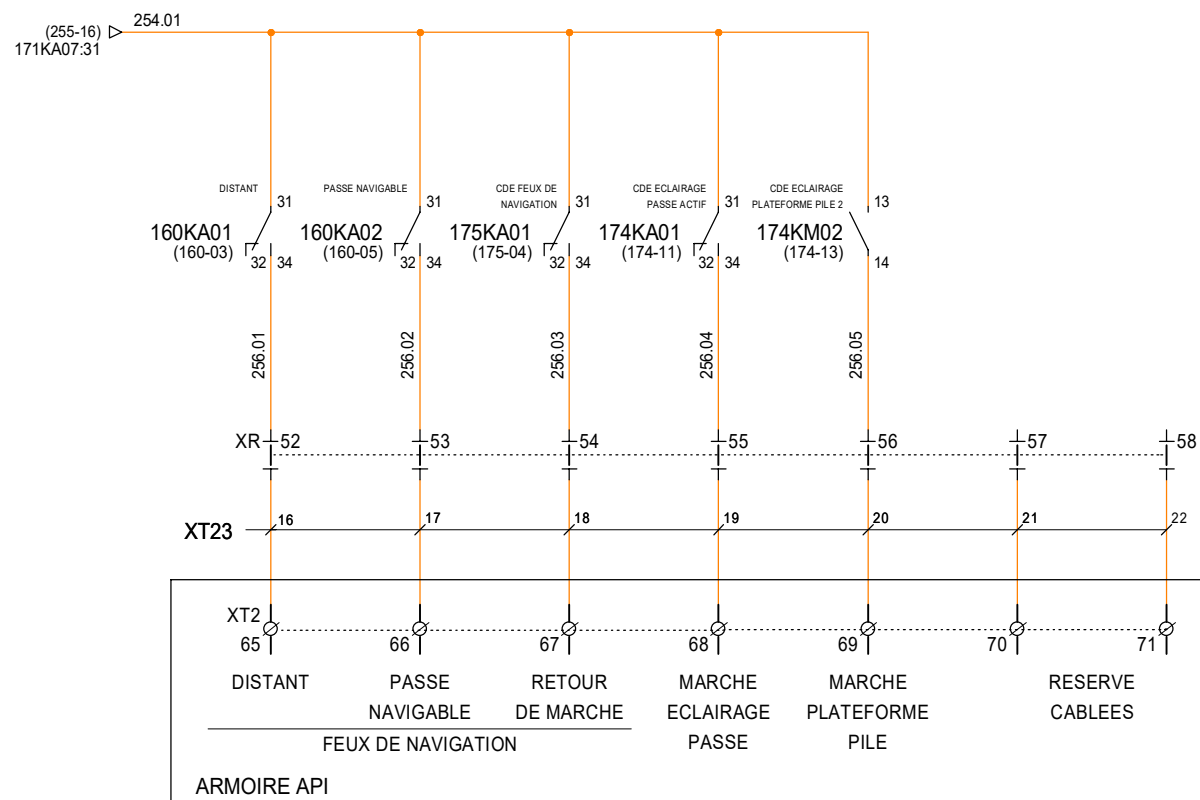 254.01
(255-16)
171KA07:31
DISTANT
31
160KA01
(160-03)
32 34
PASSE NAVIGABLE
31
160KA02
(160-05)
32 34
CDE FEUX DE
NAVIGATION
31
175KA01
(175-04)
32 34
CDE ECLAIRAGE
PASSE ACTIF
31
174KA01
(174-11)
32 34
CDE ECLAIRAGE
PLATEFORME PILE 2
13
174KM02
(174-13)
14
256.01
256.02
256.03
256.04
256.05
XR 52 53 54 55 56 57 58
XT23 16 17 18 19 20 21 22
XT2
65 66 67 68 69 70 71
DISTANT
PASSE
NAVIGABLE
RETOUR
DE MARCHE
FEUX DE NAVIGATION
MARCHE
ECLAIRAGE
PASSE
MARCHE
PLATEFORME
PILE
RESERVE
CABLEES
ARMOIRE API